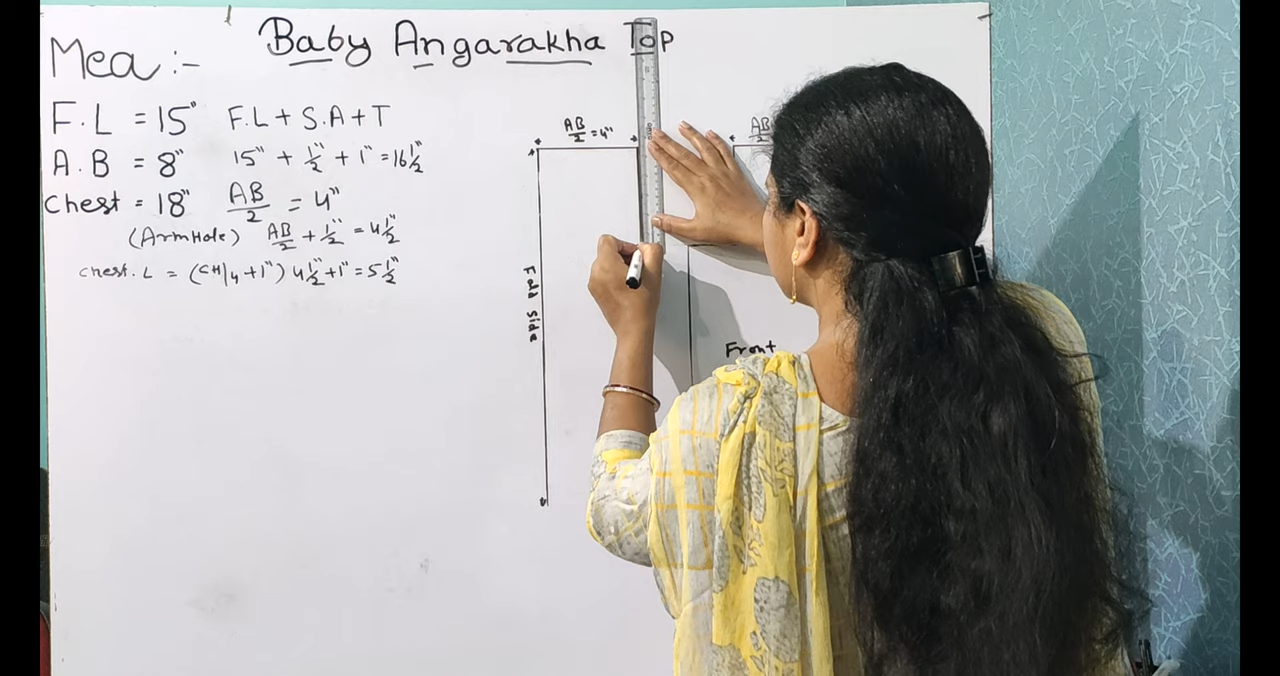 Baby Angarakha Top
Mea :-
F.L = 15" F.L + S.A + T
A.B = 8" 15" + 1/2" + 1" = 16 1/2"
Chest = 18" AB/2 = 4"
(ArmHole) AB/2 + 1/2" = 4 1/2"
Chest. L = (CH/4 + 1") 4 1/2" + 1" = 5 1/2"
AB/2 = 4"
AB
Fold Side
Front